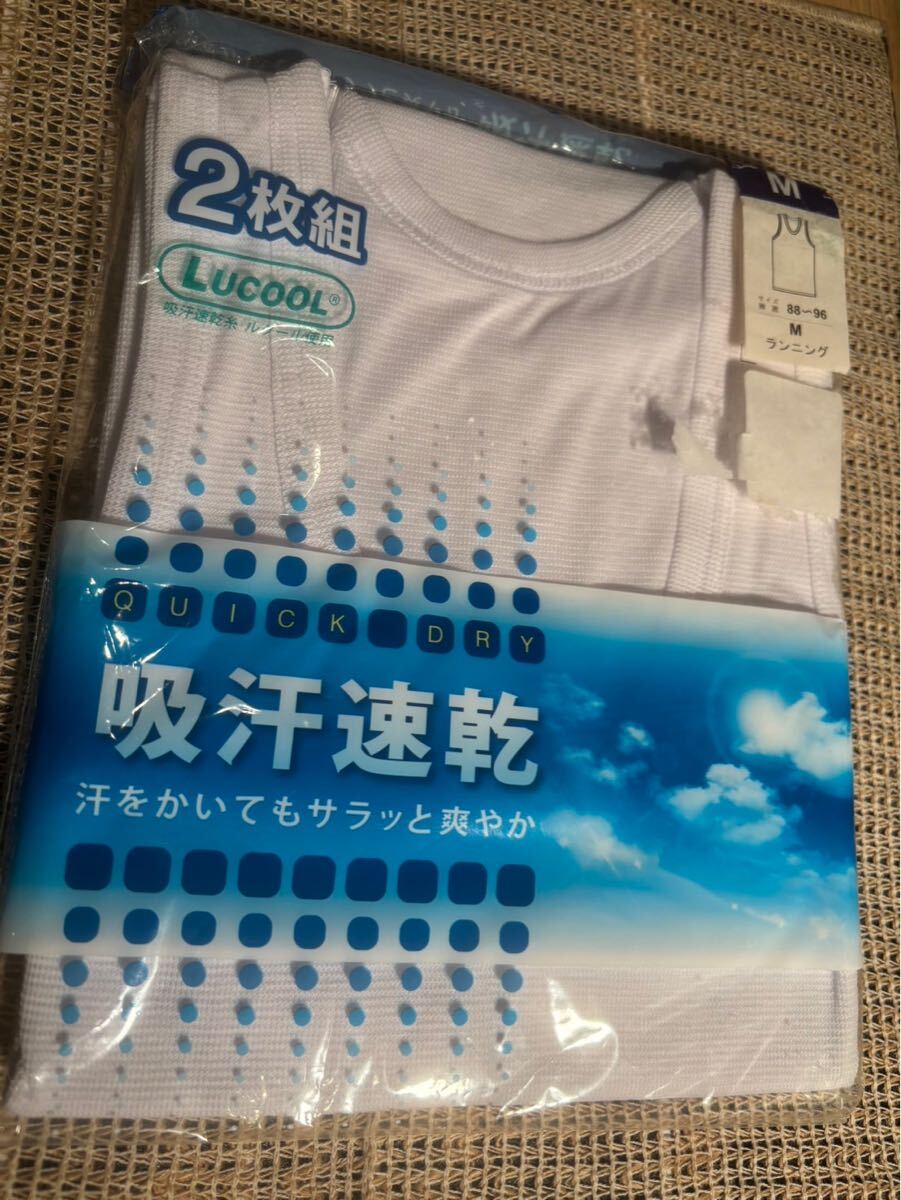 2枚組
LUCOOL®
吸汗速乾糸 ルクール使用
M
サイズ
胸囲 88〜96
M
ランニング
QUICK DRY
吸汗速乾
汗をかいてもサラッと爽やか